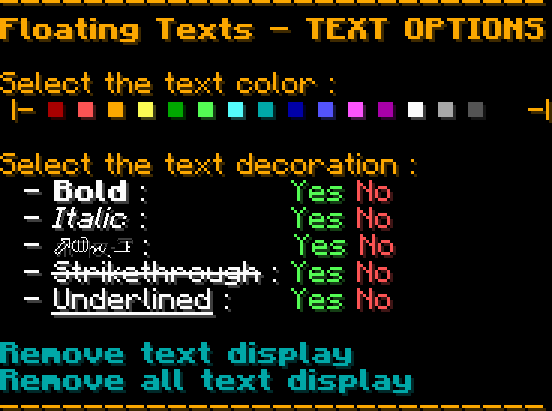 Floating Texts – TEXT OPTIONS
Select the text color :
|– ■ ■ ■ ■ ■ ■ ■ ■ ■ ■ ■ ■ ■ ■ ■ –|
Select the text decoration :
– Bold : Yes No
– Italic : Yes No
– : Yes No
– Strikethrough : Yes No
– Underlined : Yes No
Remove text display
Remove all text display